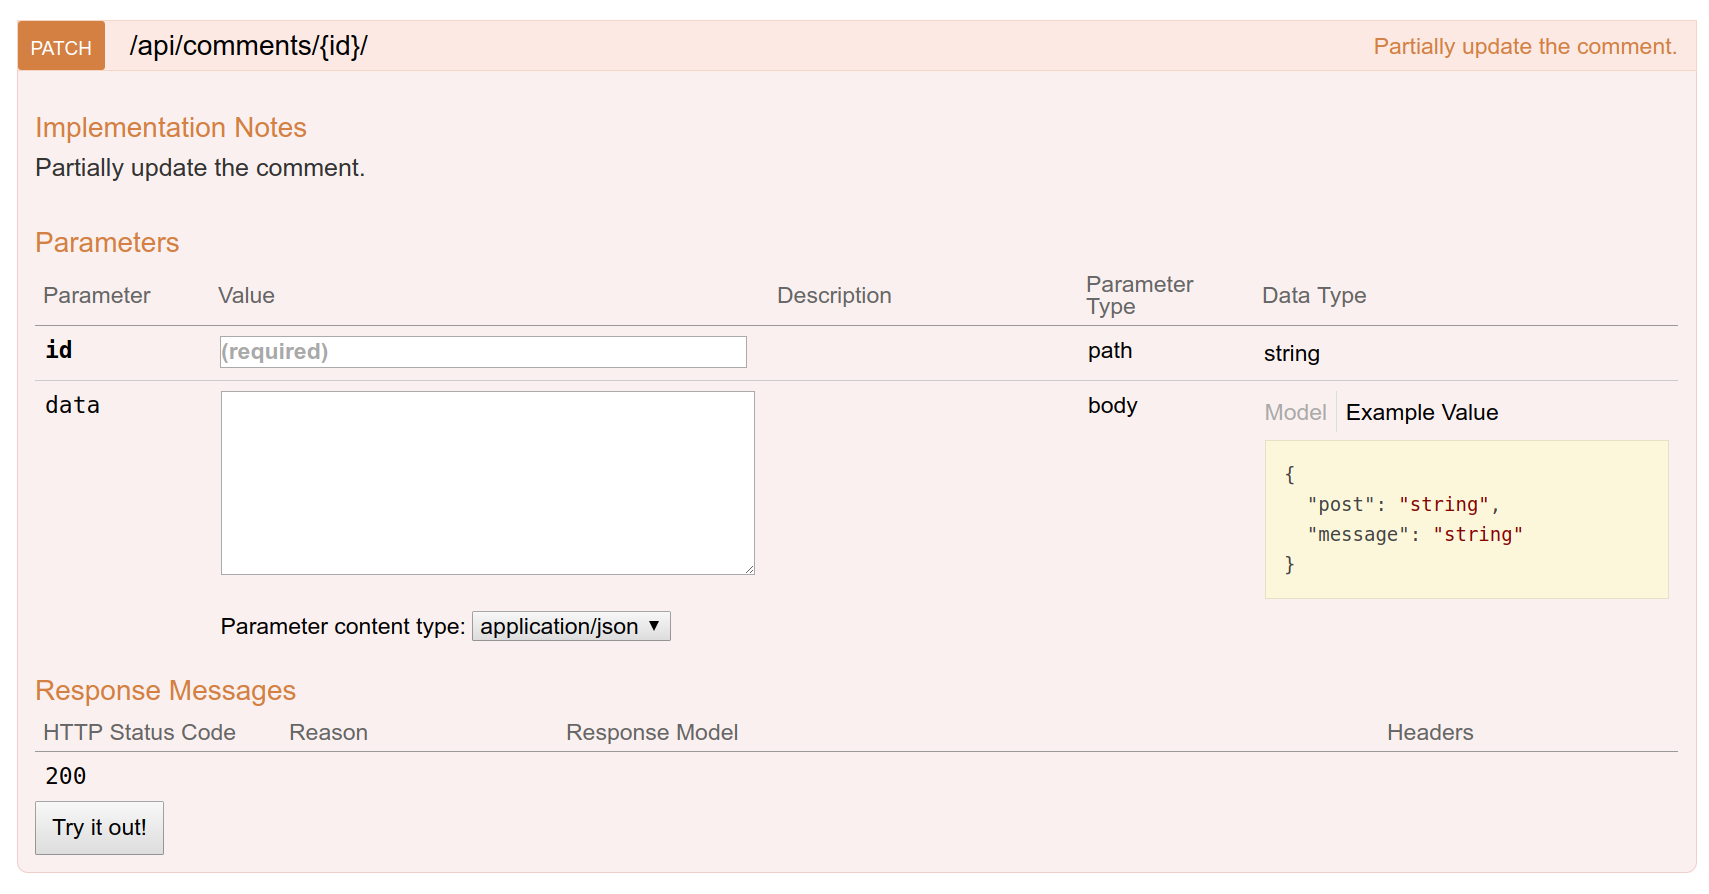 PATCH /api/comments/{id}/ Partially update the comment.
Implementation Notes
Partially update the comment.
Parameters
Parameter Value Description Parameter Type Data Type
id (required) path string
data body Model Example Value
{
"post": "string",
"message": "string"
}
Parameter content type: application/json ▼
Response Messages
HTTP Status Code Reason Response Model Headers
200
Try it out!